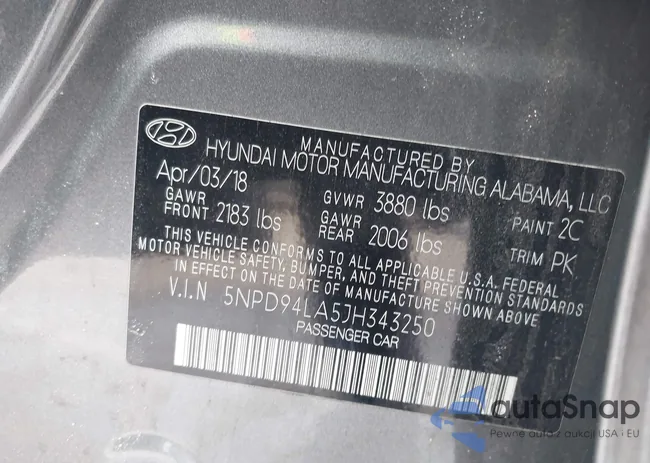 MANUFACTURED BY
HYUNDAI MOTOR MANUFACTURING ALABAMA, LLC
Apr/03/18
GAWR FRONT 2183 lbs
GVWR 3880 lbs
GAWR REAR 2006 lbs
PAINT 2C
TRIM PK
THIS VEHICLE CONFORMS TO ALL APPLICABLE U.S.A. FEDERAL
MOTOR VEHICLE SAFETY, BUMPER, AND THEFT PREVENTION STANDARDS
IN EFFECT ON THE DATE OF MANUFACTURE SHOWN ABOVE
V.I.N 5NPD94LA5JH343250
PASSENGER CAR
autoSnap
Pewne auta z aukcji USA i EU